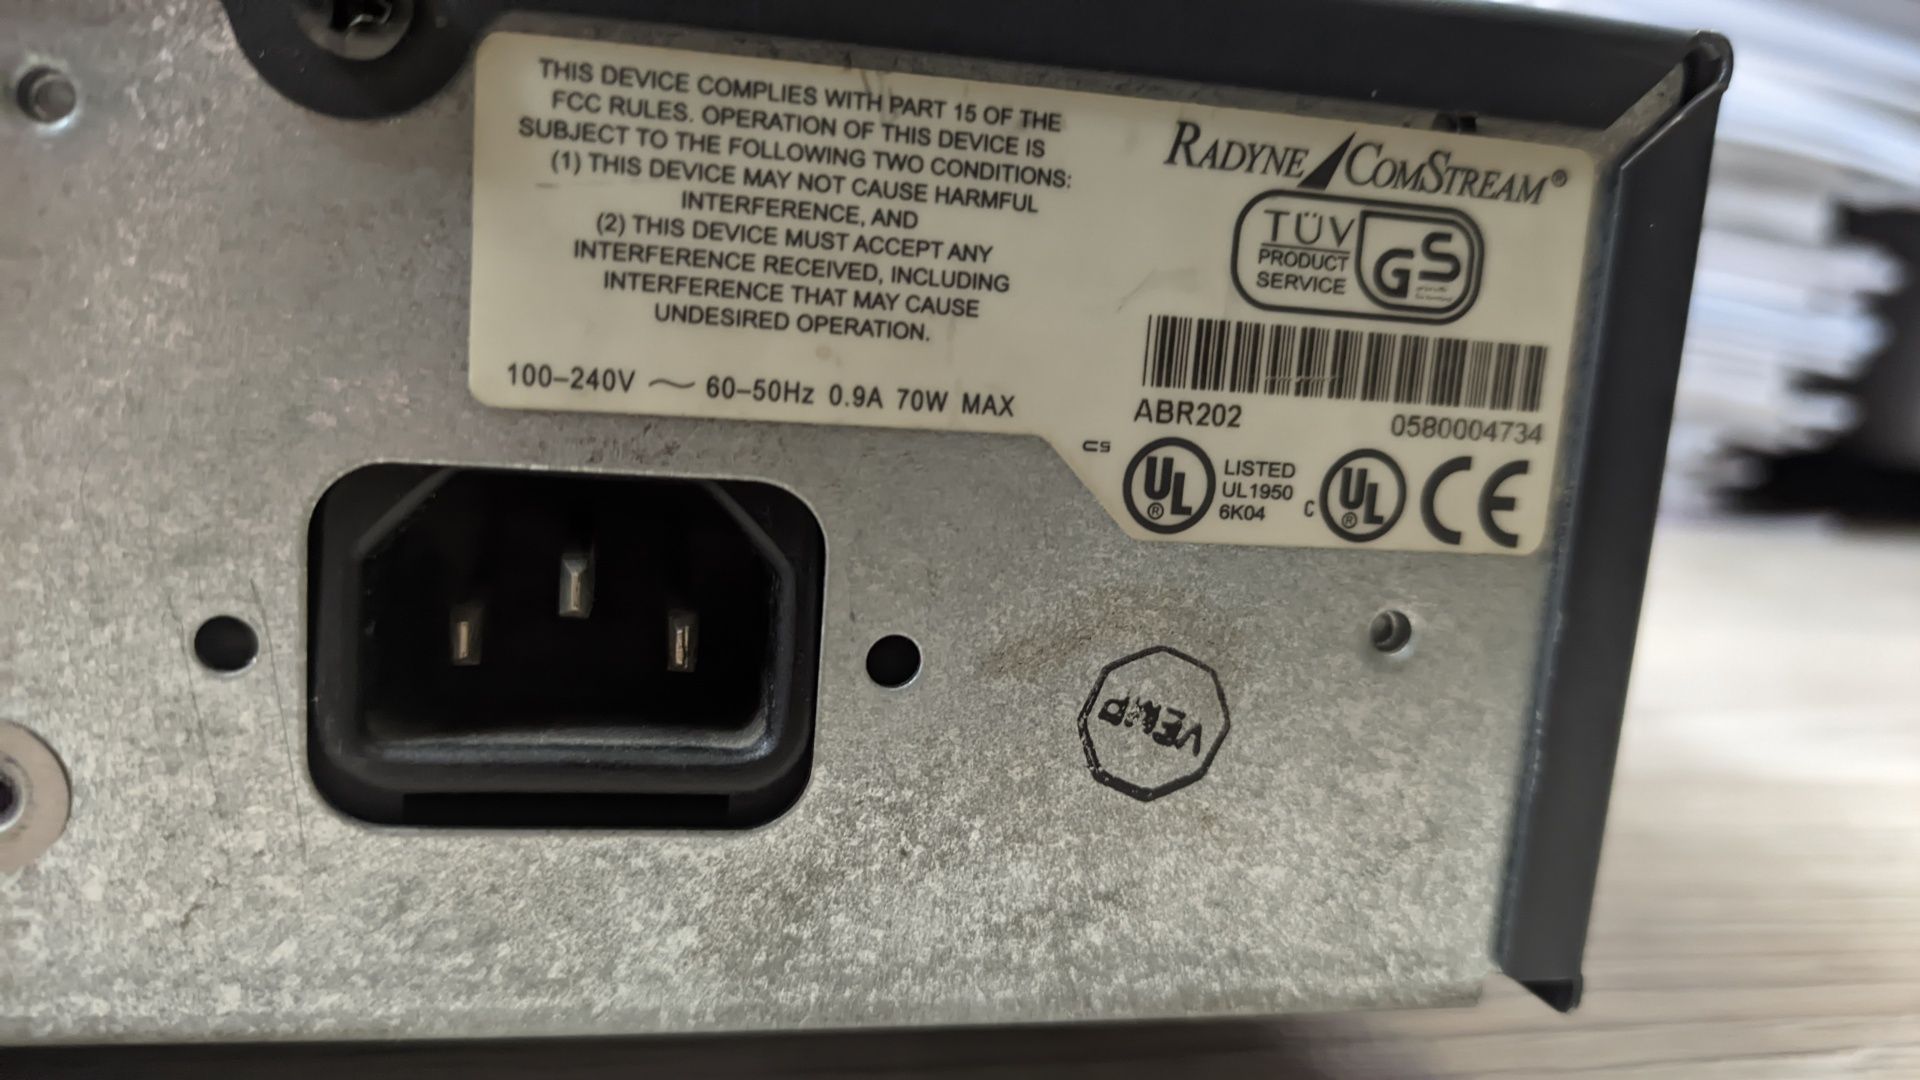 THIS DEVICE COMPLIES WITH PART 15 OF THE
FCC RULES. OPERATION OF THIS DEVICE IS
SUBJECT TO THE FOLLOWING TWO CONDITIONS:
(1) THIS DEVICE MAY NOT CAUSE HARMFUL
INTERFERENCE, AND
(2) THIS DEVICE MUST ACCEPT ANY
INTERFERENCE RECEIVED, INCLUDING
INTERFERENCE THAT MAY CAUSE
UNDESIRED OPERATION.
100–240V ~ 60–50Hz 0.9A 70W MAX
RADYNE COMSTREAM®
TÜV
PRODUCT
SERVICE
GS
ABR202
0580004734
UL®
LISTED
UL1950
6K04
C UL®
CE